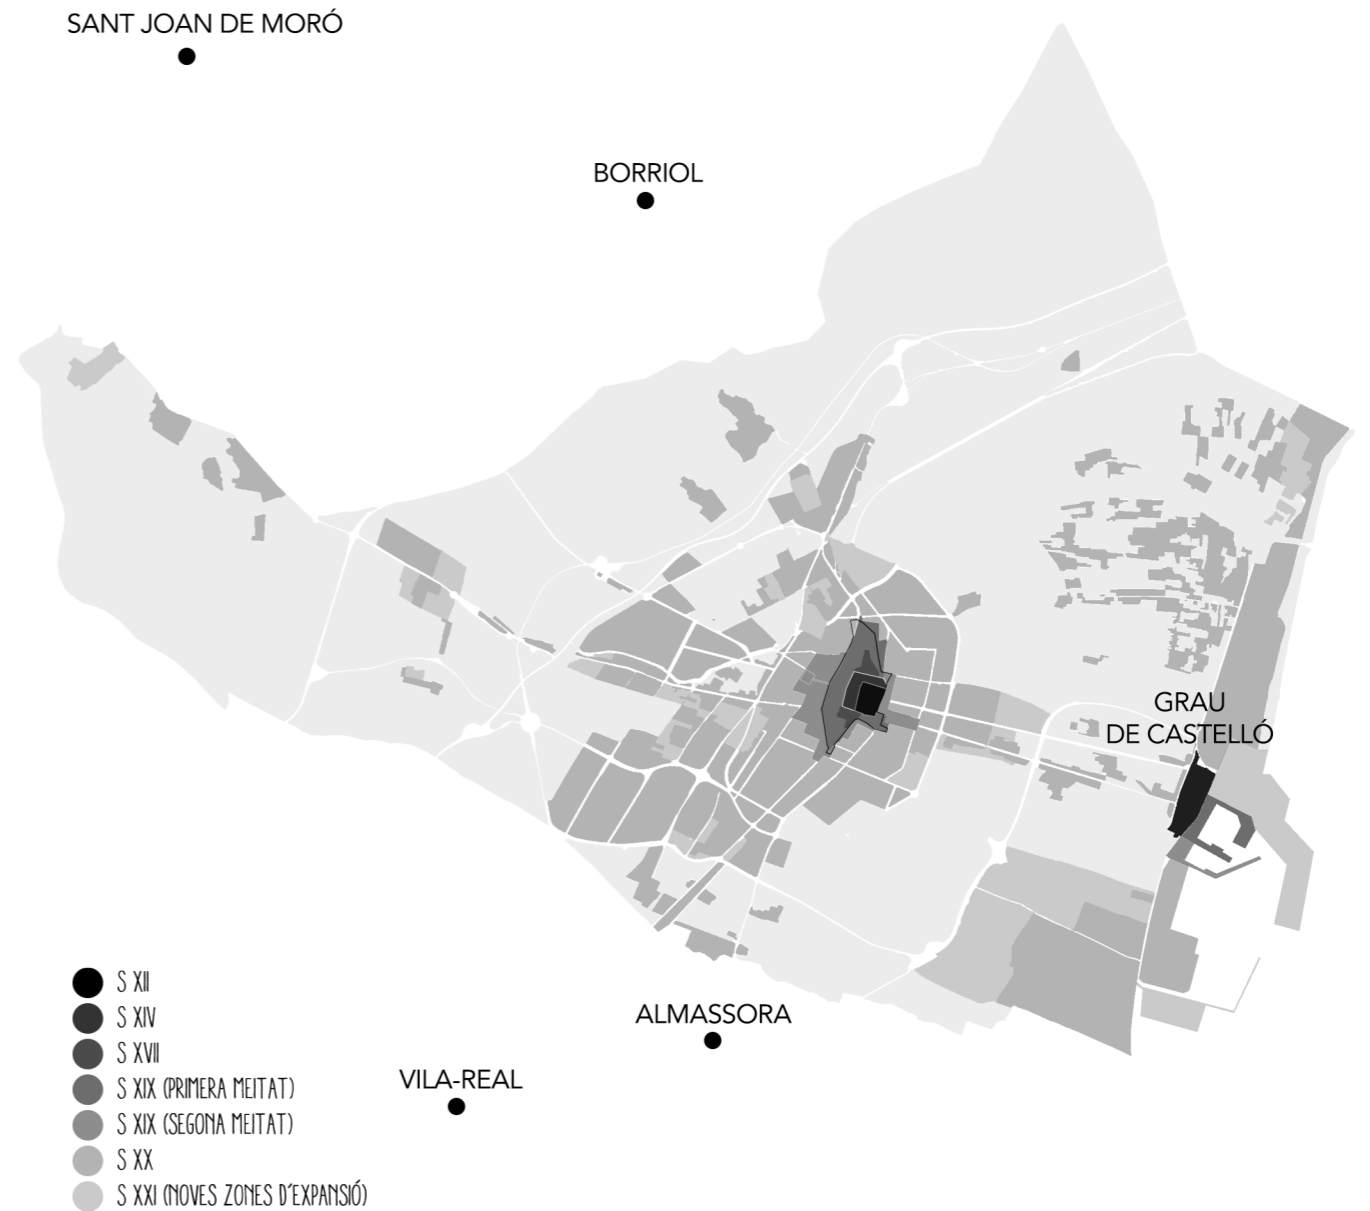 SANT JOAN DE MORÓ
BORRIOL
GRAU
DE CASTELLÓ
ALMASSORA
VILA-REAL
S XII
S XIV
S XVII
S XIX (PRIMERA MEITAT)
S XIX (SEGONA MEITAT)
S XX
S XXI (NOVES ZONES D'EXPANSIÓ)